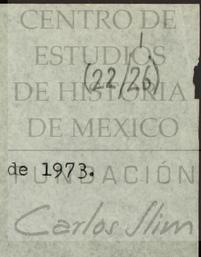 CENTRO DE
ESTUDIOS
(22/26)
DE HISTORIA
DE MEXICO
de 1973.
FUNDACIÓN
Carlos Slim